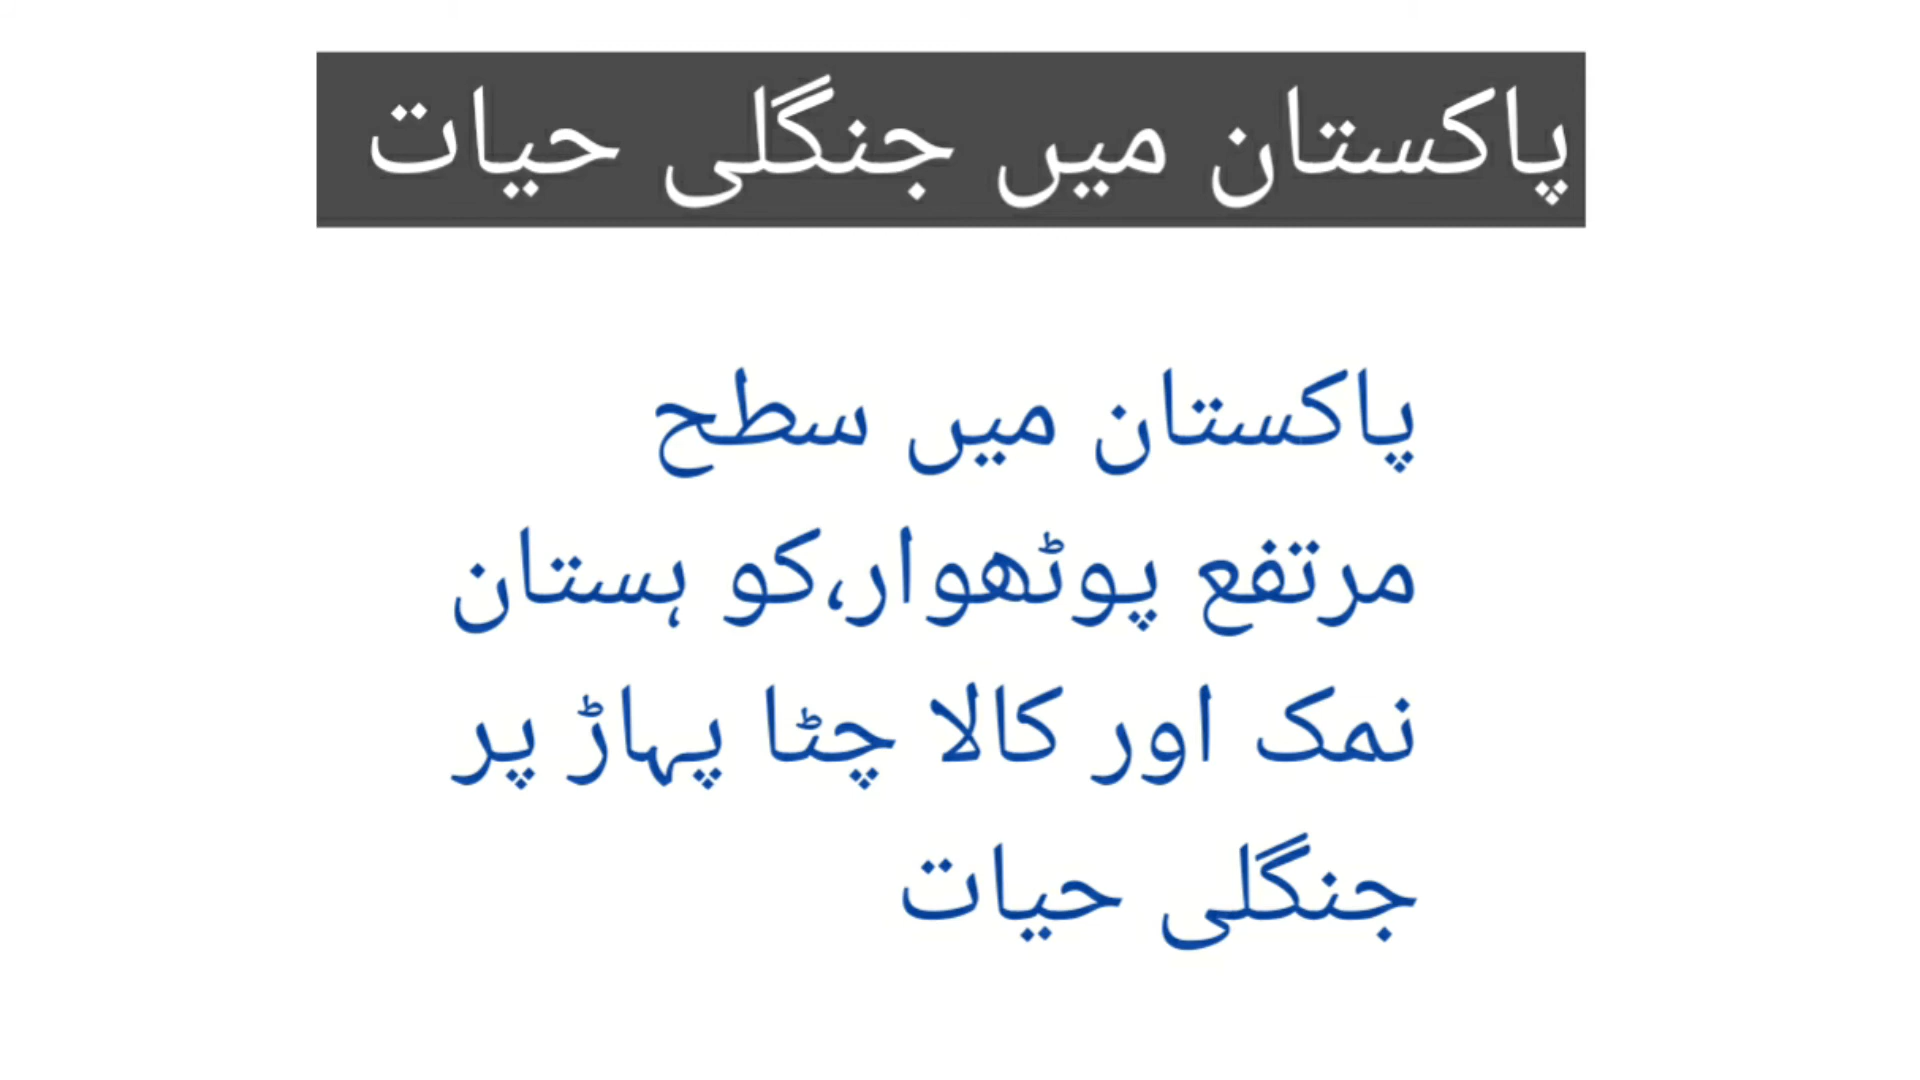 پاکستان میں جنگلی حیات
پاکستان میں سطح
مرتفع پوٹھوار،کو ہستان
نمک اور کالا چٹا پہاڑ پر
جنگلی حیات